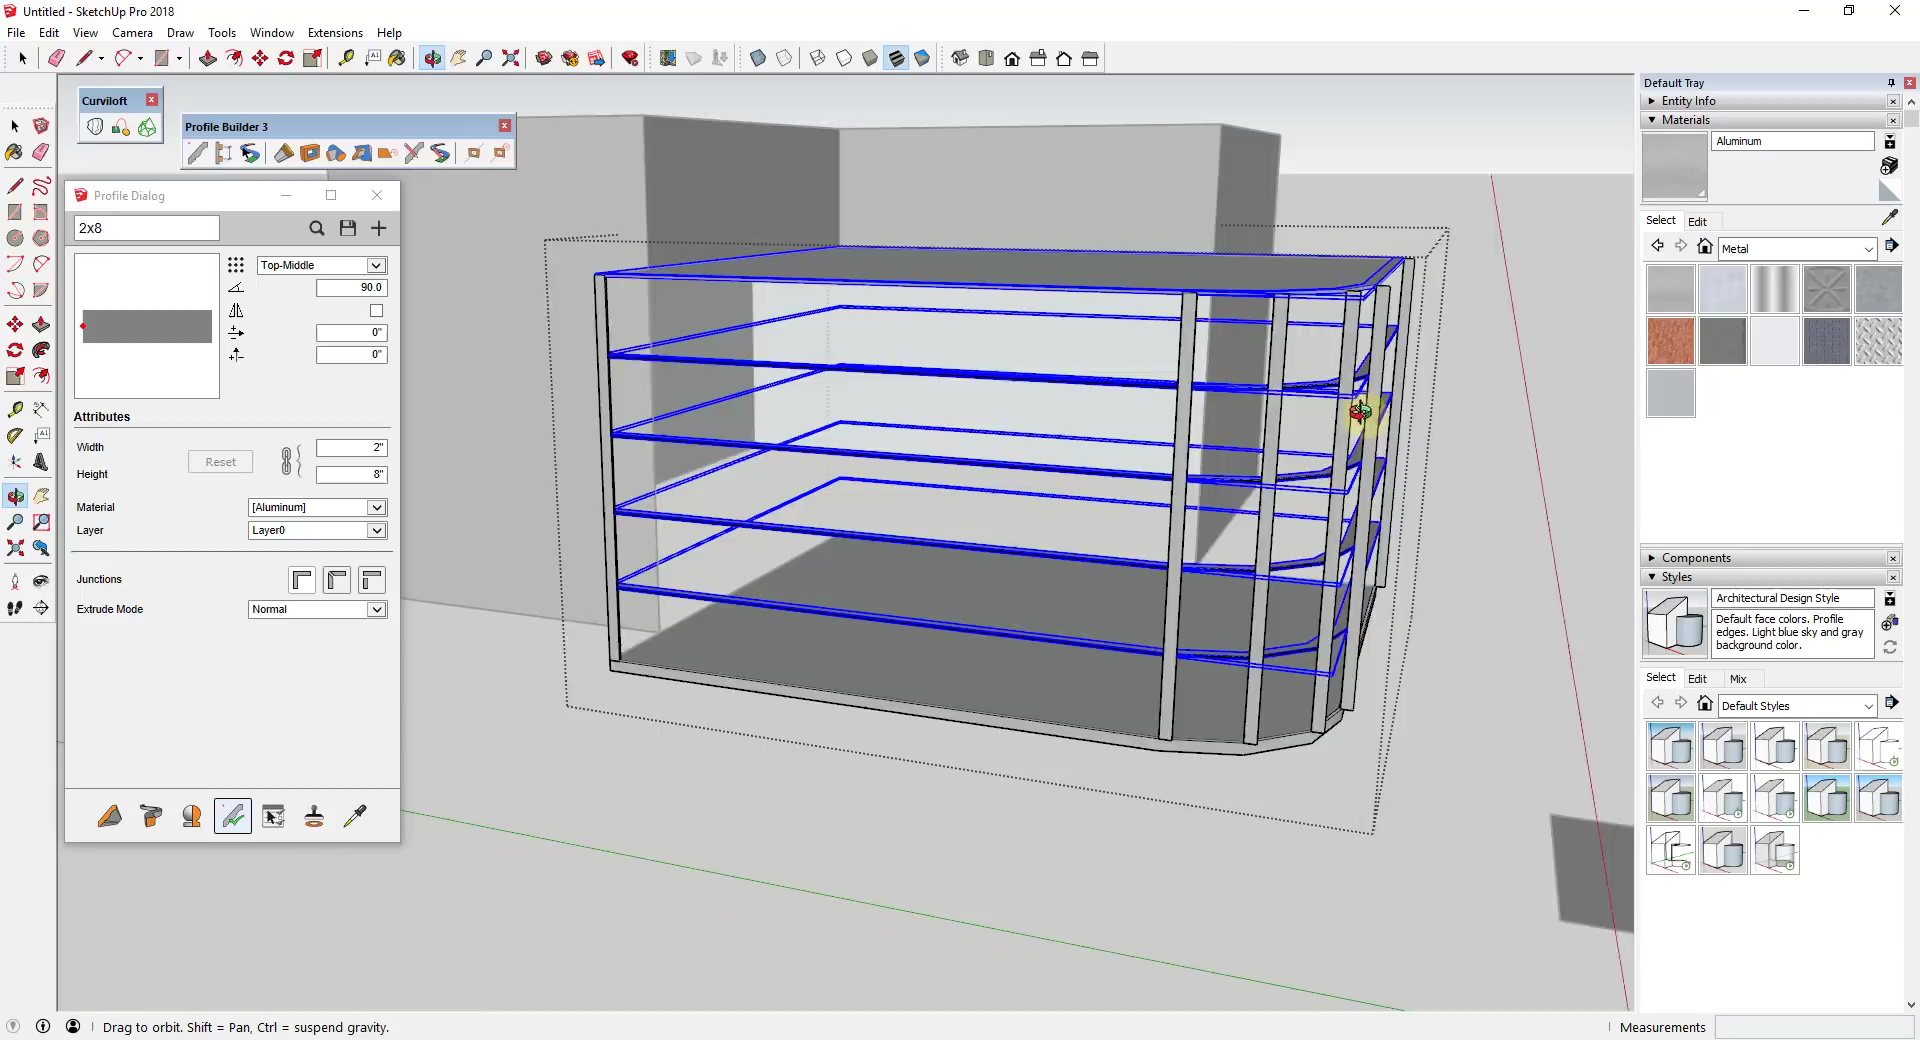 Untitled - SketchUp Pro 2018
File Edit View Camera Draw Tools Window Extensions Help
Curviloft
Profile Builder 3
Profile Dialog
2x8
Top-Middle
90.0
0"
0"
Attributes
Width 2"
Reset
Height 8"
Material [Aluminum]
Layer Layer0
Junctions
Extrude Mode Normal
Default Tray
Entity Info
Materials
Aluminum
Select Edit
Metal
Components
Styles
Architectural Design Style
Default face colors. Profile
edges. Light blue sky and gray
background color.
Select Edit Mix
Default Styles
Drag to orbit. Shift = Pan, Ctrl = suspend gravity.
Measurements